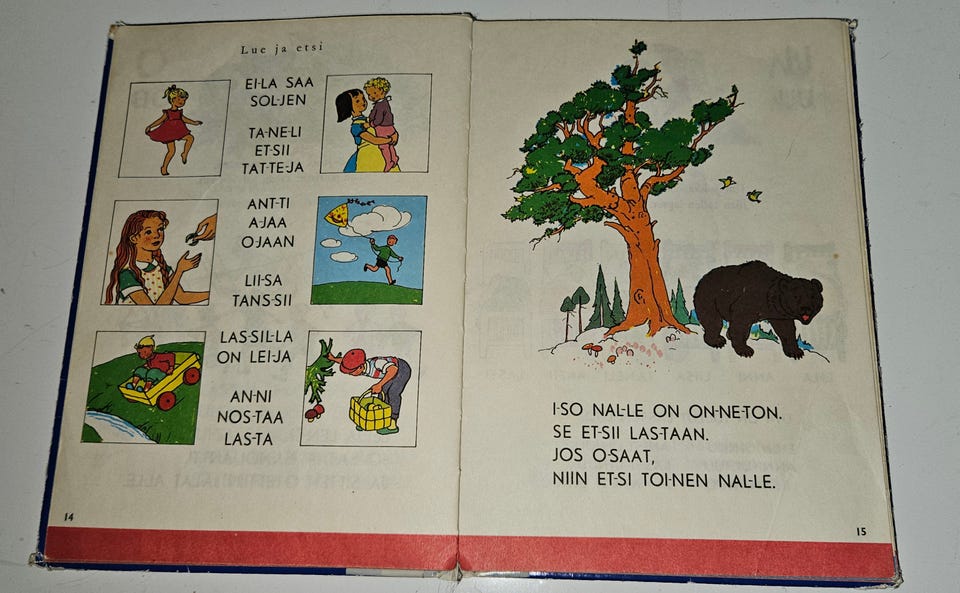 Lue ja etsi
EI-LA SAA
SOL-JEN
TA-NE-LI
ET-SII
TAT-TE-JA
ANT-TI
A-JAA
O-JAAN
LII-SA
TANS-SII
LAS-SIL-LA
ON LEI-JA
AN-NI
NOS-TAA
LAS-TA
14
I-SO NAL-LE ON ON-NE-TON.
SE ET-SII LAS-TAAN.
JOS O-SAAT,
NIIN ET-SI TOI-NEN NAL-LE.
15